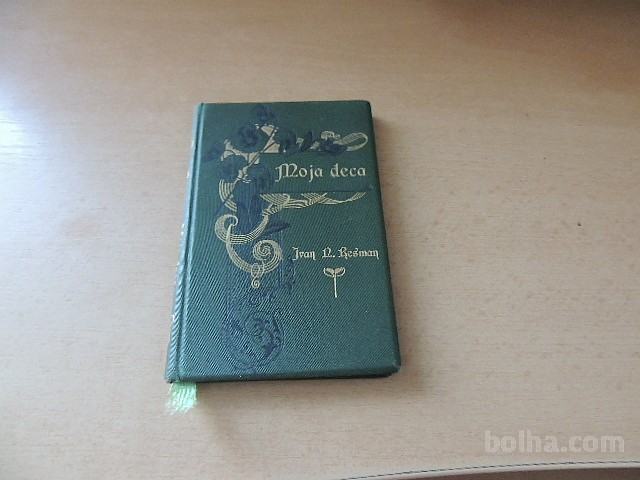 Moja deca
Ivan N. Resman
bolha.com